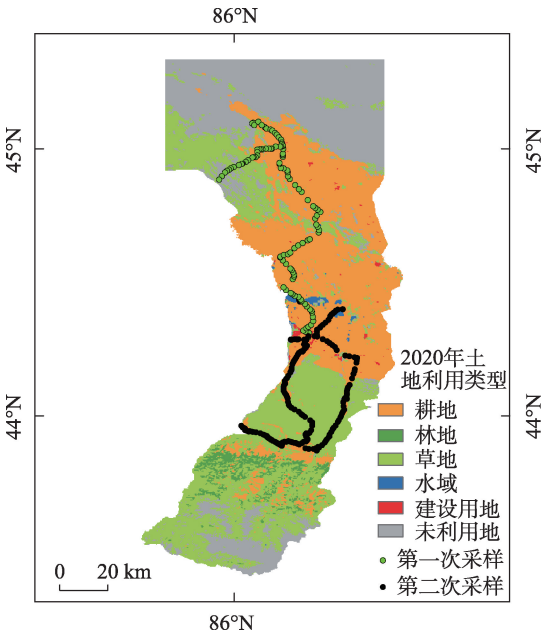 86°N
45°N
45°N
2020年土
地利用类型
耕地
林地
草地
水域
建设用地
未利用地
第一次采样
第二次采样
44°N
44°N
0 20 km
86°N